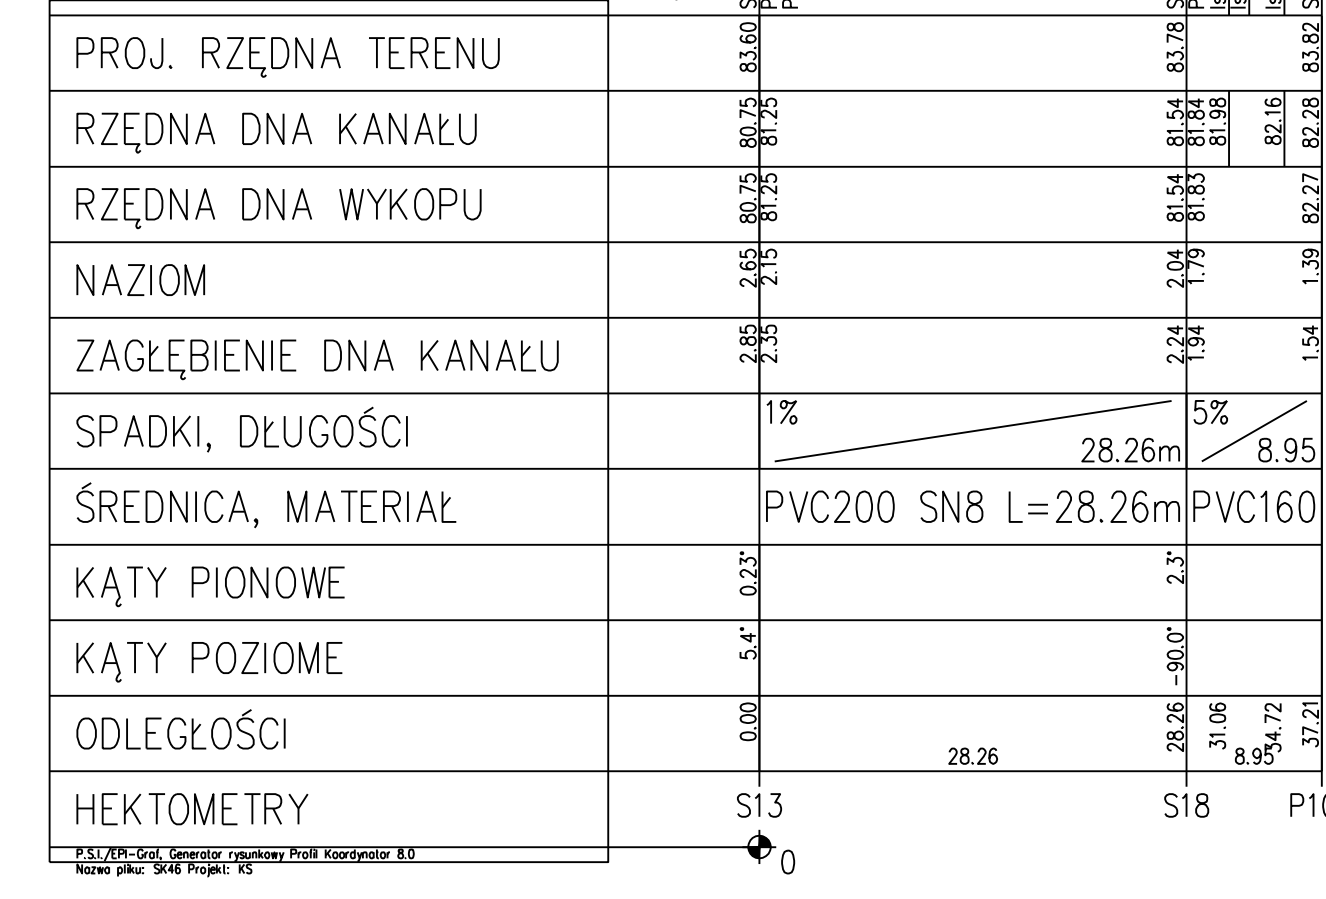 PROJ. RZĘDNA TERENU 83.60 83.78 83.82
RZĘDNA DNA KANAŁU 80.75 81.25 81.54 81.84 81.98 82.16 82.28
RZĘDNA DNA WYKOPU 80.75 81.25 81.54 81.83 82.27
NAZIOM 2.65 2.15 2.04 1.79 1.39
ZAGŁĘBIENIE DNA KANAŁU 2.85 2.35 2.24 1.94 1.54
SPADKI, DŁUGOŚCI 1% 28.26m 5% 8.95
ŚREDNICA, MATERIAŁ PVC200 SN8 L=28.26m PVC160
KĄTY PIONOWE 0.23° 2.3°
KĄTY POZIOME 5.4° -90.0°
ODLEGŁOŚCI 0.00 28.26 28.26 31.06 8.95 34.72 37.21
HEKTOMETRY S13 S18
0
P.S.I./EPI-Graf, Generator rysunkowy Profil Koordynator 8.0
Nazwa pliku: SK46 Projekt: KS